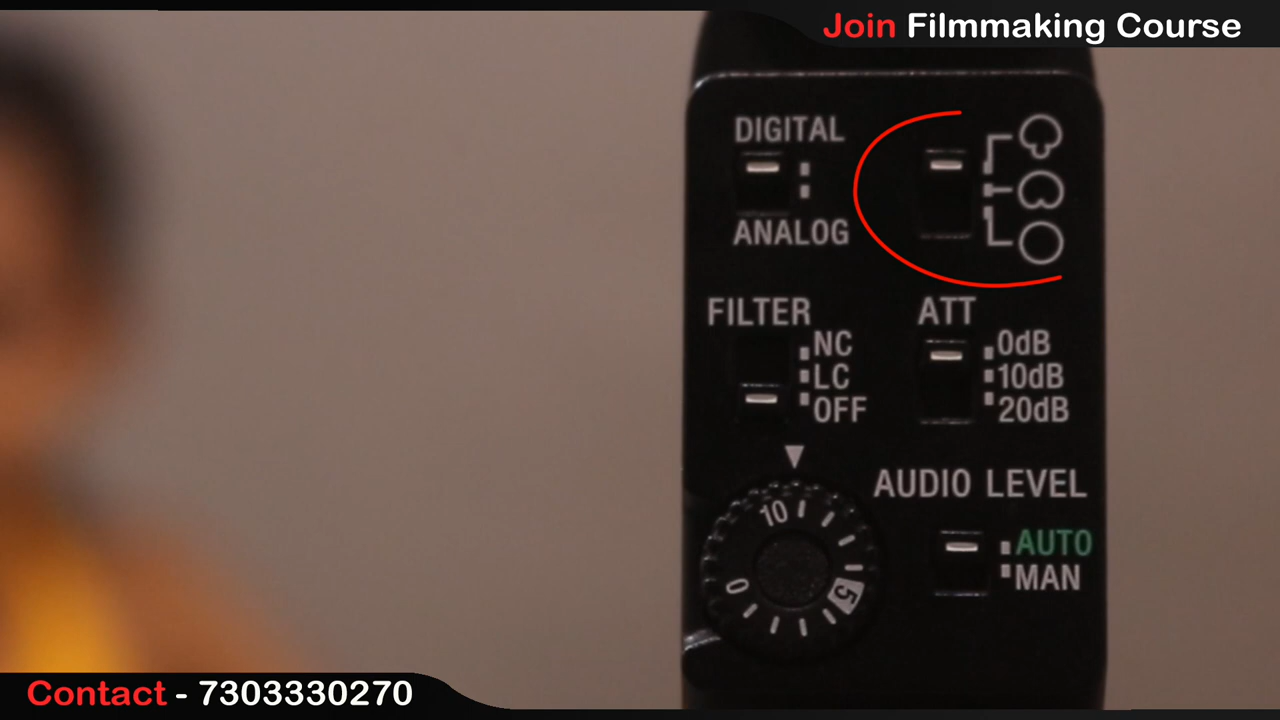 Join Filmmaking Course
DIGITAL
ANALOG
FILTER
NC
LC
OFF
ATT
0dB
10dB
20dB
AUDIO LEVEL
AUTO
MAN
10
5
0
Contact - 7303330270